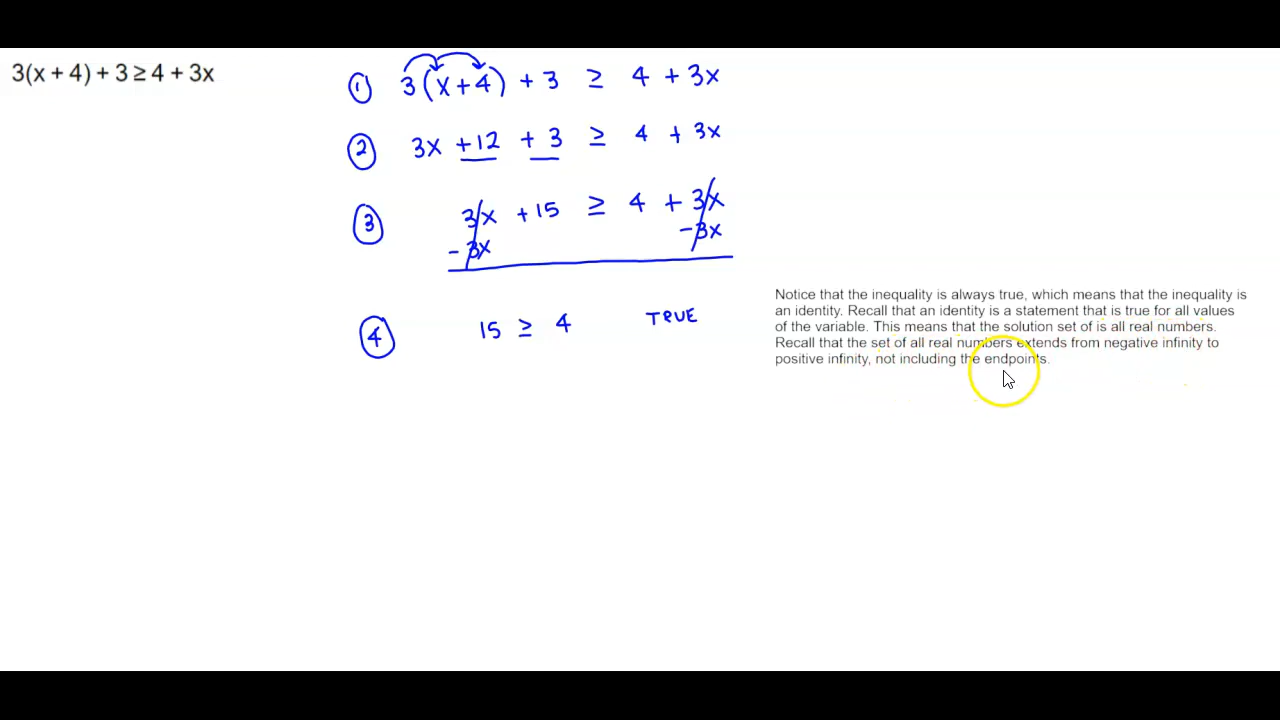 3(x + 4) + 3 ≥ 4 + 3x
① 3(x+4) + 3 ≥ 4 + 3x
② 3x +12 + 3 ≥ 4 + 3x
③ 3x +15 ≥ 4 + 3x
-3x -3x
④ 15 ≥ 4 TRUE
Notice that the inequality is always true, which means that the inequality is
an identity. Recall that an identity is a statement that is true for all values
of the variable. This means that the solution set of is all real numbers.
Recall that the set of all real numbers extends from negative infinity to
positive infinity, not including the endpoints.